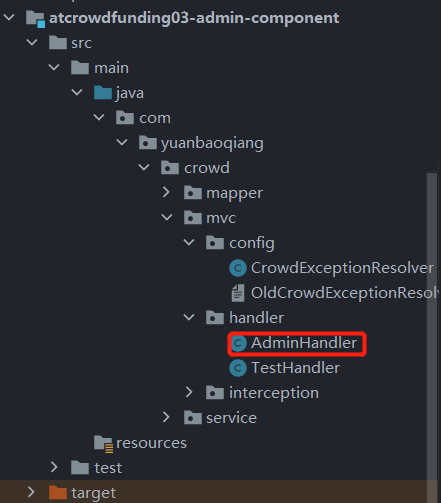 atcrowdfunding03-admin-component
src
main
java
com
yuanbaoqiang
crowd
mapper
mvc
config
CrowdExceptionResolver
OldCrowdExceptionResolv
handler
AdminHandler
TestHandler
interception
service
resources
test
target